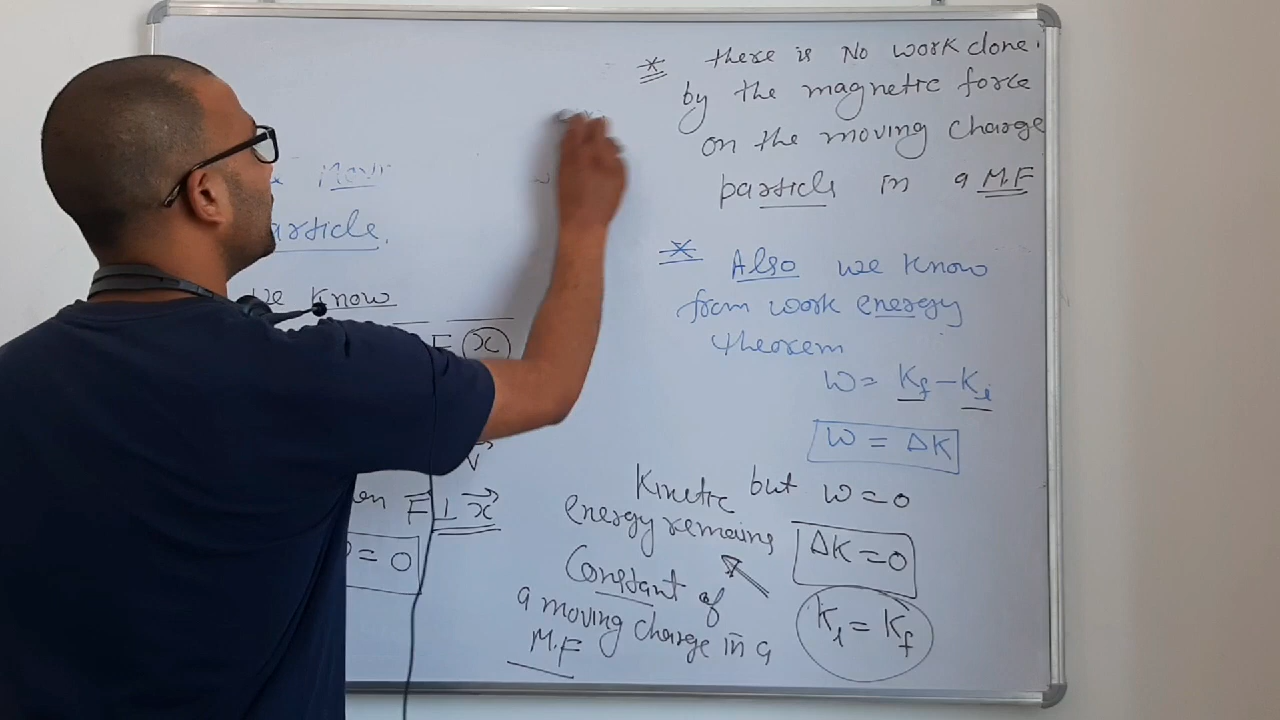 particle.
we know
F x
V
F ⊥ x
= 0
* there is No work done.
by the magnetic force
on the moving charge
particle in a M.F
* Also we know
from work energy
theorem
W = Kf - Ki
W = ΔK
but W = 0
ΔK = 0
Ki = Kf
Kinetic
energy remains
Constant of
a moving charge in a
M.F